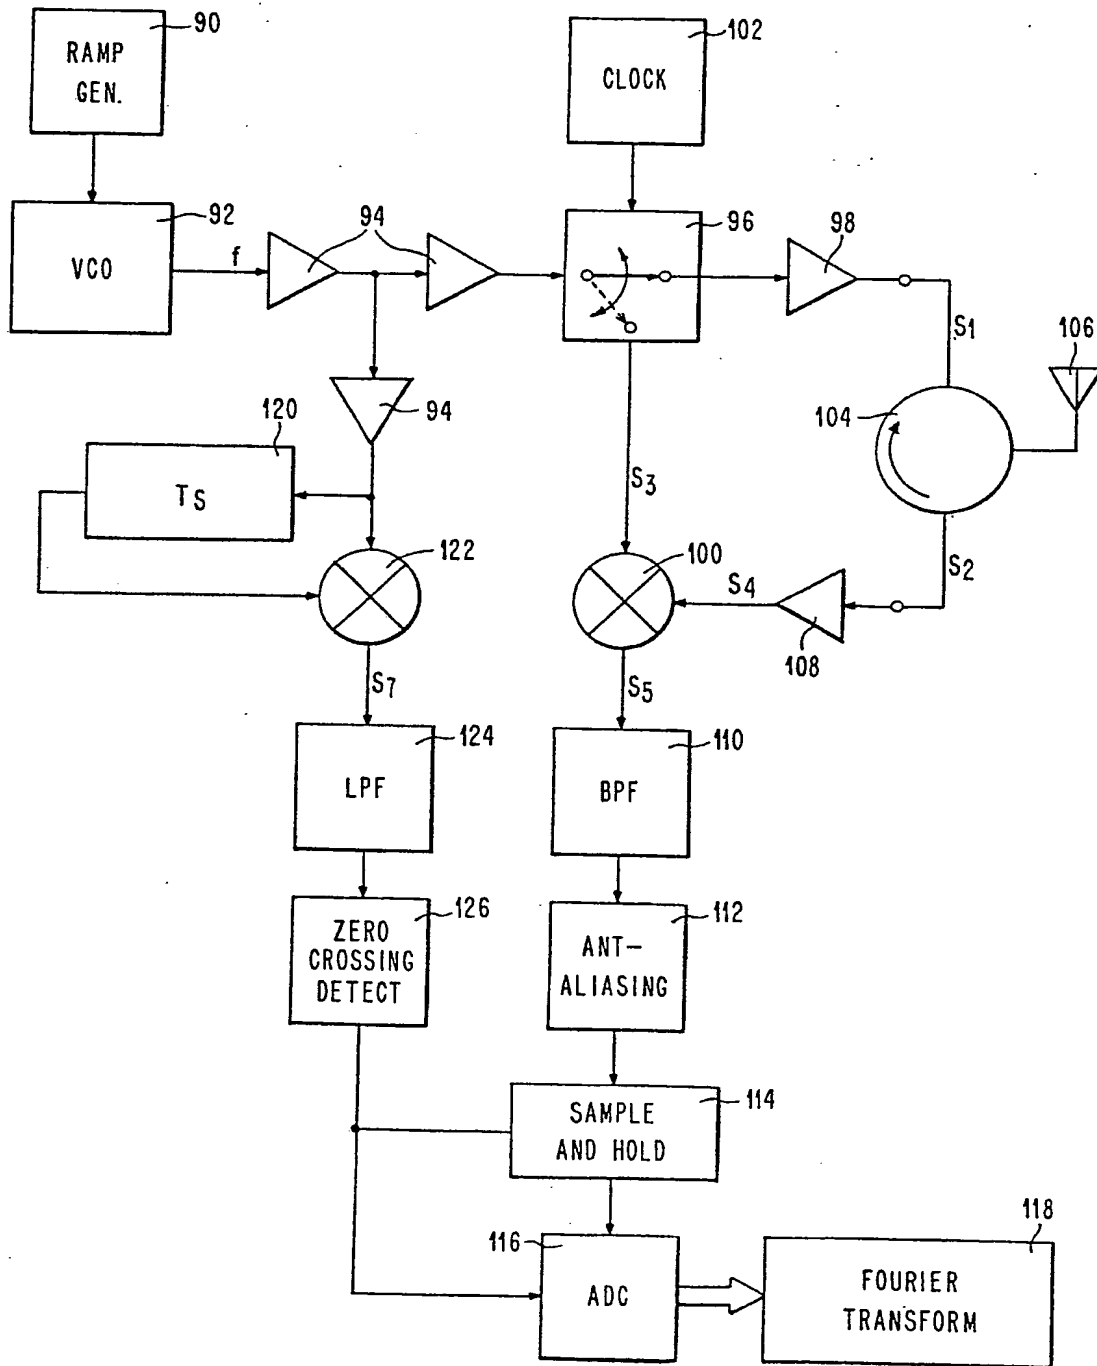 90
RAMP
GEN.
102
CLOCK
92
VCO
f
94
96
98
S1
106
94
120
TS
104
S3
122
100
S4
S2
108
S7
S5
124
LPF
110
BPF
126
ZERO
CROSSING
DETECT
112
ANT-
ALIASING
SAMPLE
AND HOLD
114
116
ADC
118
FOURIER
TRANSFORM